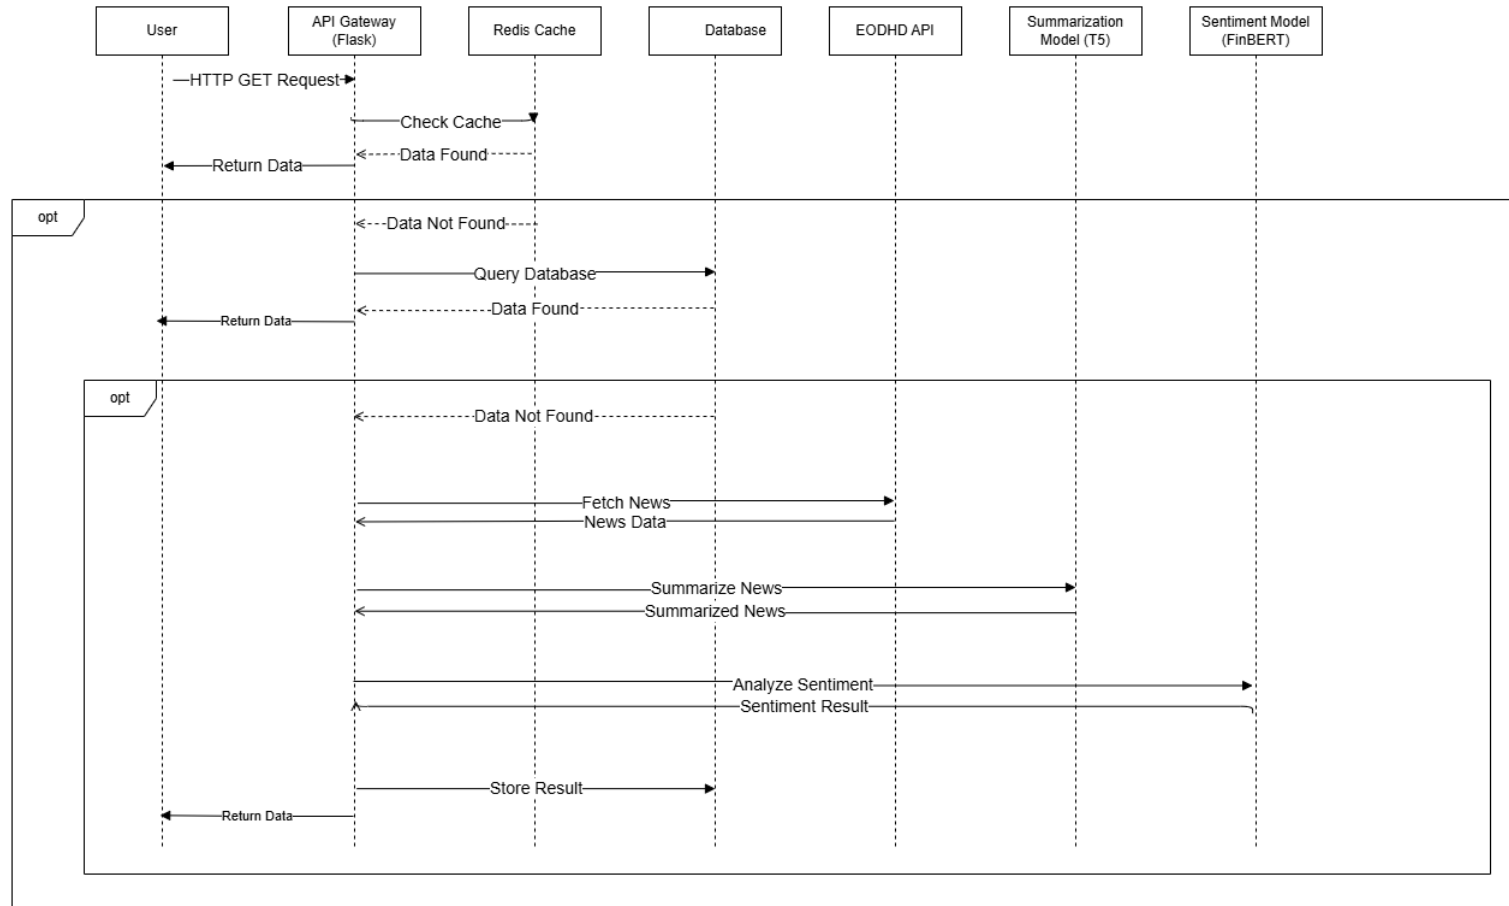 User
API Gateway
(Flask)
Redis Cache
Database
EODHD API
Summarization
Model (T5)
Sentiment Model
(FinBERT)
HTTP GET Request
Check Cache
Data Found
Return Data
opt
Data Not Found
Query Database
Data Found
Return Data
opt
Data Not Found
Fetch News
News Data
Summarize News
Summarized News
Analyze Sentiment
Sentiment Result
Store Result
Return Data